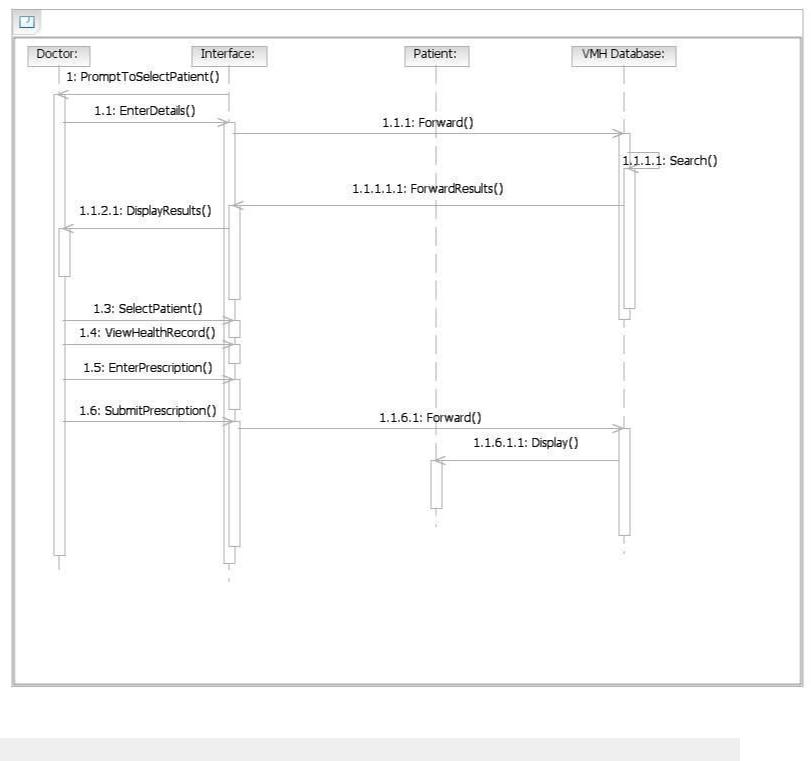 Doctor:
Interface:
Patient:
VMH Database:
1: PromptToSelectPatient()
1.1: EnterDetails()
1.1.1: Forward()
1.1.1.1: Search()
1.1.1.1.1: ForwardResults()
1.1.2.1: DisplayResults()
1.3: SelectPatient()
1.4: ViewHealthRecord()
1.5: EnterPrescription()
1.6: SubmitPrescription()
1.1.6.1: Forward()
1.1.6.1.1: Display()